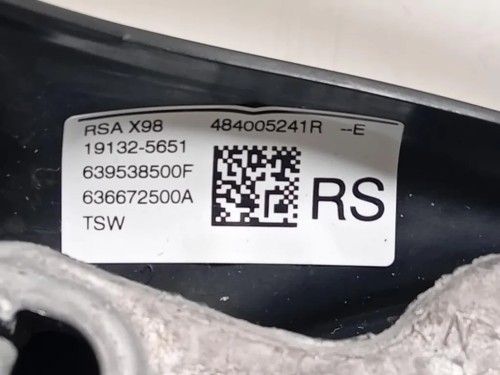 RSA X98 484005241R --E
19132-5651
639538500F
636672500A
TSW
RS